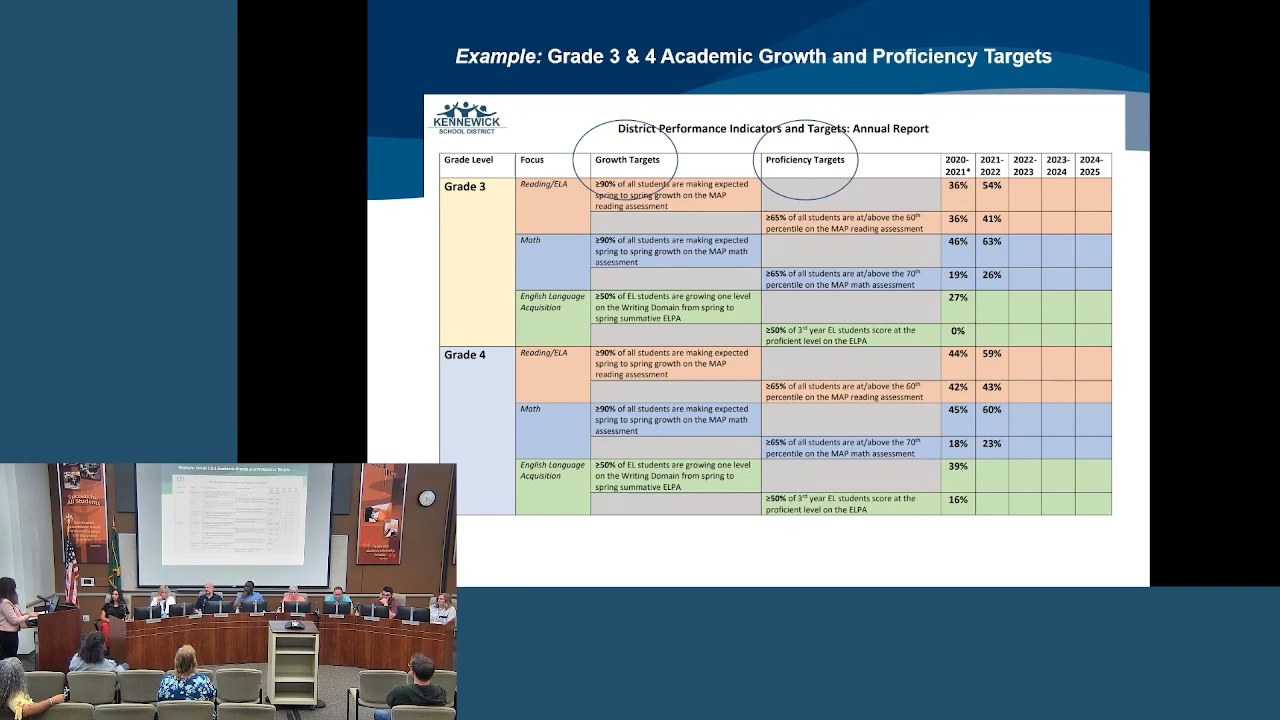 Example: Grade 3 & 4 Academic Growth and Proficiency Targets
KENNEWICK
SCHOOL DISTRICT
District Performance Indicators and Targets: Annual Report
Grade Level Focus Growth Targets Proficiency Targets 2020-2021* 2021-2022 2022-2023 2023-2024 2024-2025
Grade 3
Reading/ELA
≥90% of all students are making expected
spring to spring growth on the MAP
reading assessment
36% 54%
≥65% of all students are at/above the 60th
percentile on the MAP reading assessment
36% 41%
Math
≥90% of all students are making expected
spring to spring growth on the MAP math
assessment
46% 63%
≥65% of all students are at/above the 70th
percentile on the MAP math assessment
19% 26%
English Language
Acquisition
≥50% of EL students are growing one level
on the Writing Domain from spring to
spring summative ELPA
27%
≥50% of 3rd year EL students score at the
proficient level on the ELPA
0%
Grade 4
Reading/ELA
≥90% of all students are making expected
spring to spring growth on the MAP
reading assessment
44% 59%
≥65% of all students are at/above the 60th
percentile on the MAP reading assessment
42% 43%
Math
≥90% of all students are making expected
spring to spring growth on the MAP math
assessment
45% 60%
≥65% of all students are at/above the 70th
percentile on the MAP math assessment
18% 23%
English Language
Acquisition
≥50% of EL students are growing one level
on the Writing Domain from spring to
spring summative ELPA
39%
≥50% of 3rd year EL students score at the
proficient level on the ELPA
16%
Example: Grade 3 & 4 Academic Growth and Proficiency Targets
Success for
All Students